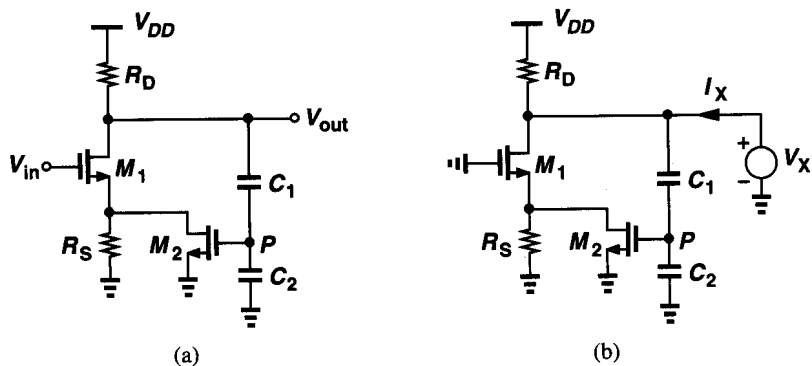 V_DD
R_D
V_out
V_in
M_1
C_1
R_S
M_2
P
C_2
(a)
V_DD
R_D
I_X
M_1
V_X
+
−
C_1
R_S
M_2
P
C_2
(b)